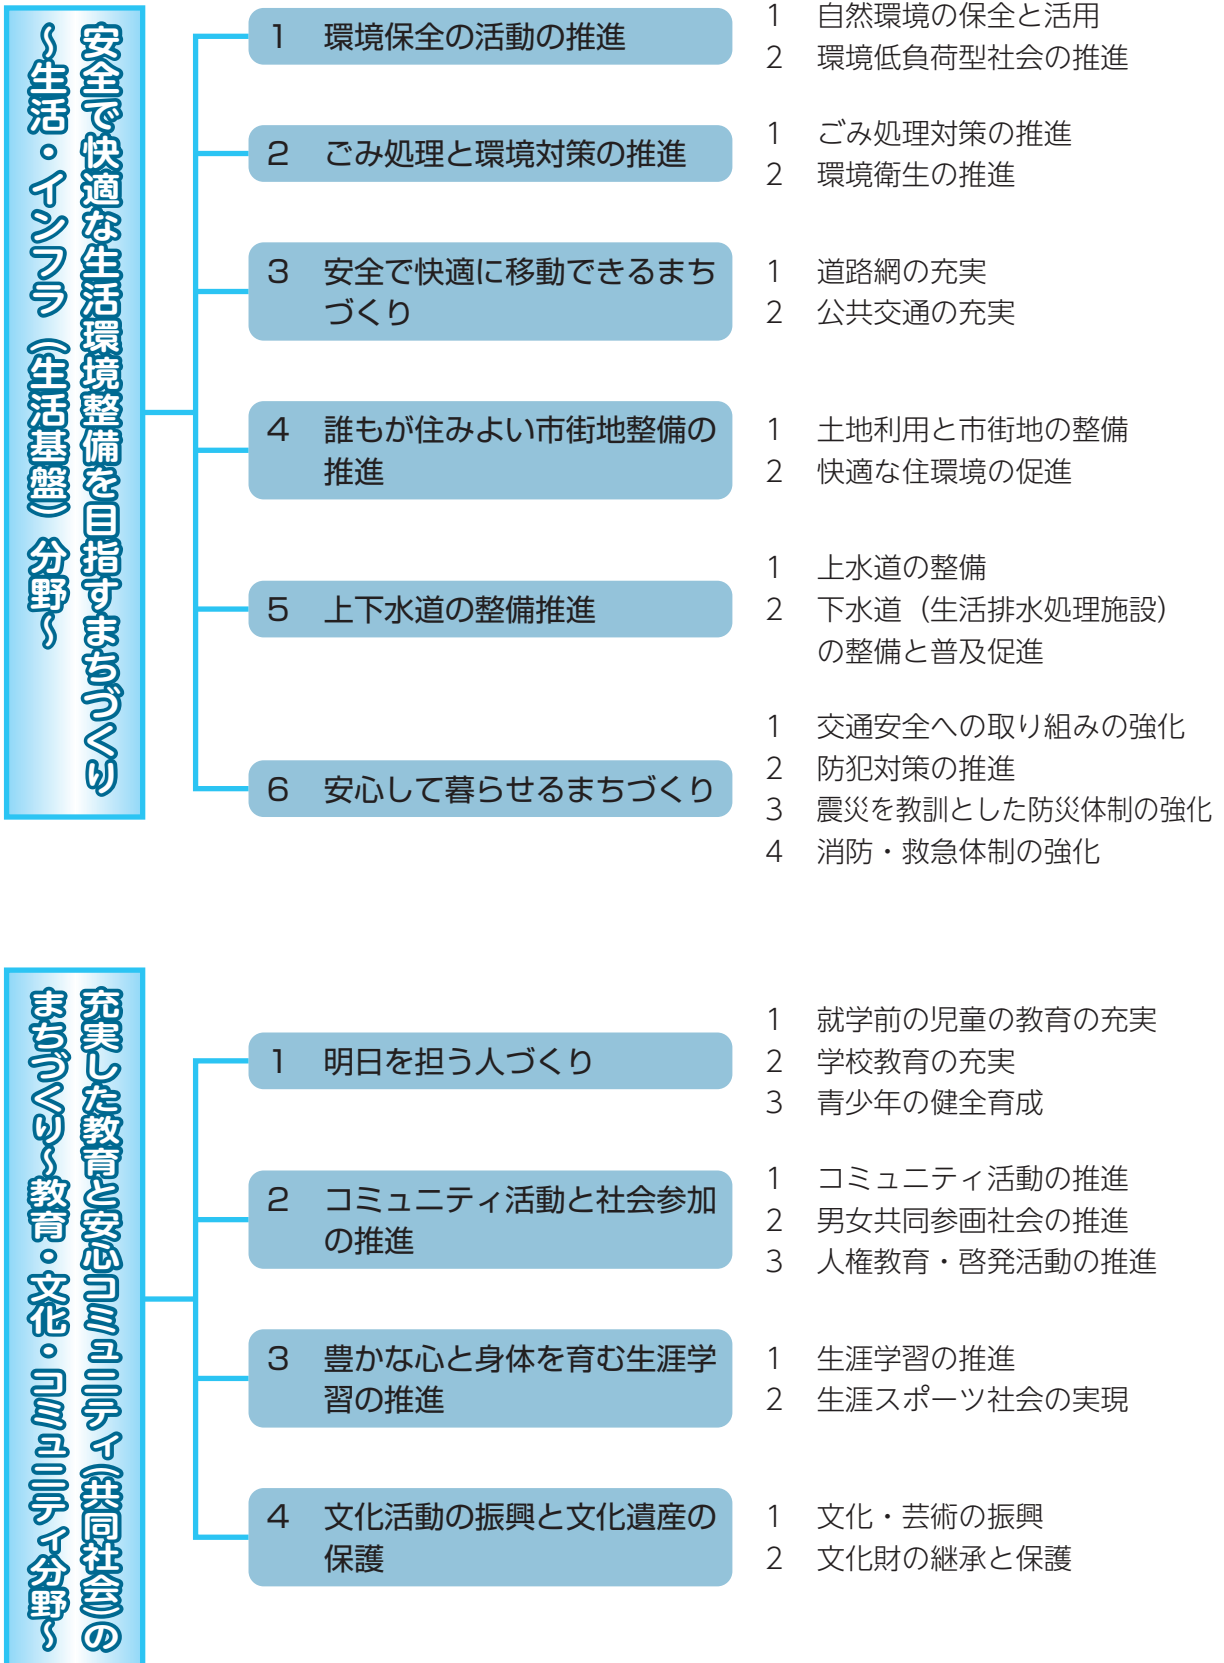 安全で快適な生活環境整備を目指すまちづくり
～生活・インフラ（生活基盤）分野～
1 環境保全の活動の推進
1 自然環境の保全と活用
2 環境低負荷型社会の推進
2 ごみ処理と環境対策の推進
1 ごみ処理対策の推進
2 環境衛生の推進
3 安全で快適に移動できるまち
づくり
1 道路網の充実
2 公共交通の充実
4 誰もが住みよい市街地整備の
推進
1 土地利用と市街地の整備
2 快適な住環境の促進
5 上下水道の整備推進
1 上水道の整備
2 下水道（生活排水処理施設）
の整備と普及促進
6 安心して暮らせるまちづくり
1 交通安全への取り組みの強化
2 防犯対策の推進
3 震災を教訓とした防災体制の強化
4 消防・救急体制の強化
充実した教育と安心コミュニティ（共同社会）の
まちづくり～教育・文化・コミュニティ分野～
1 明日を担う人づくり
1 就学前の児童の教育の充実
2 学校教育の充実
3 青少年の健全育成
2 コミュニティ活動と社会参加
の推進
1 コミュニティ活動の推進
2 男女共同参画社会の推進
3 人権教育・啓発活動の推進
3 豊かな心と身体を育む生涯学
習の推進
1 生涯学習の推進
2 生涯スポーツ社会の実現
4 文化活動の振興と文化遺産の
保護
1 文化・芸術の振興
2 文化財の継承と保護